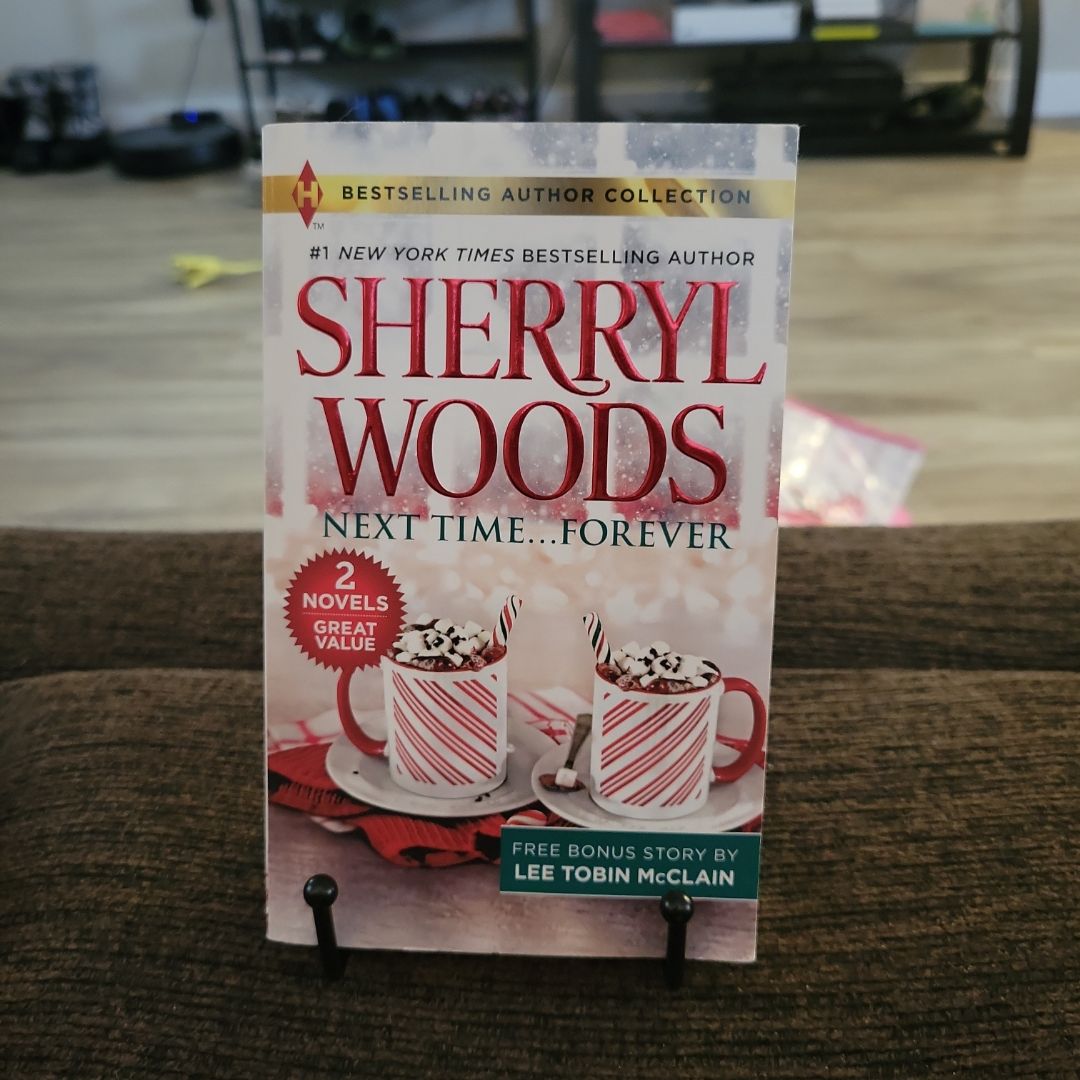 H
TM
BESTSELLING AUTHOR COLLECTION
#1 NEW YORK TIMES BESTSELLING AUTHOR
SHERRYL
WOODS
NEXT TIME...FOREVER
2
NOVELS
GREAT
VALUE
FREE BONUS STORY BY
LEE TOBIN McCLAIN